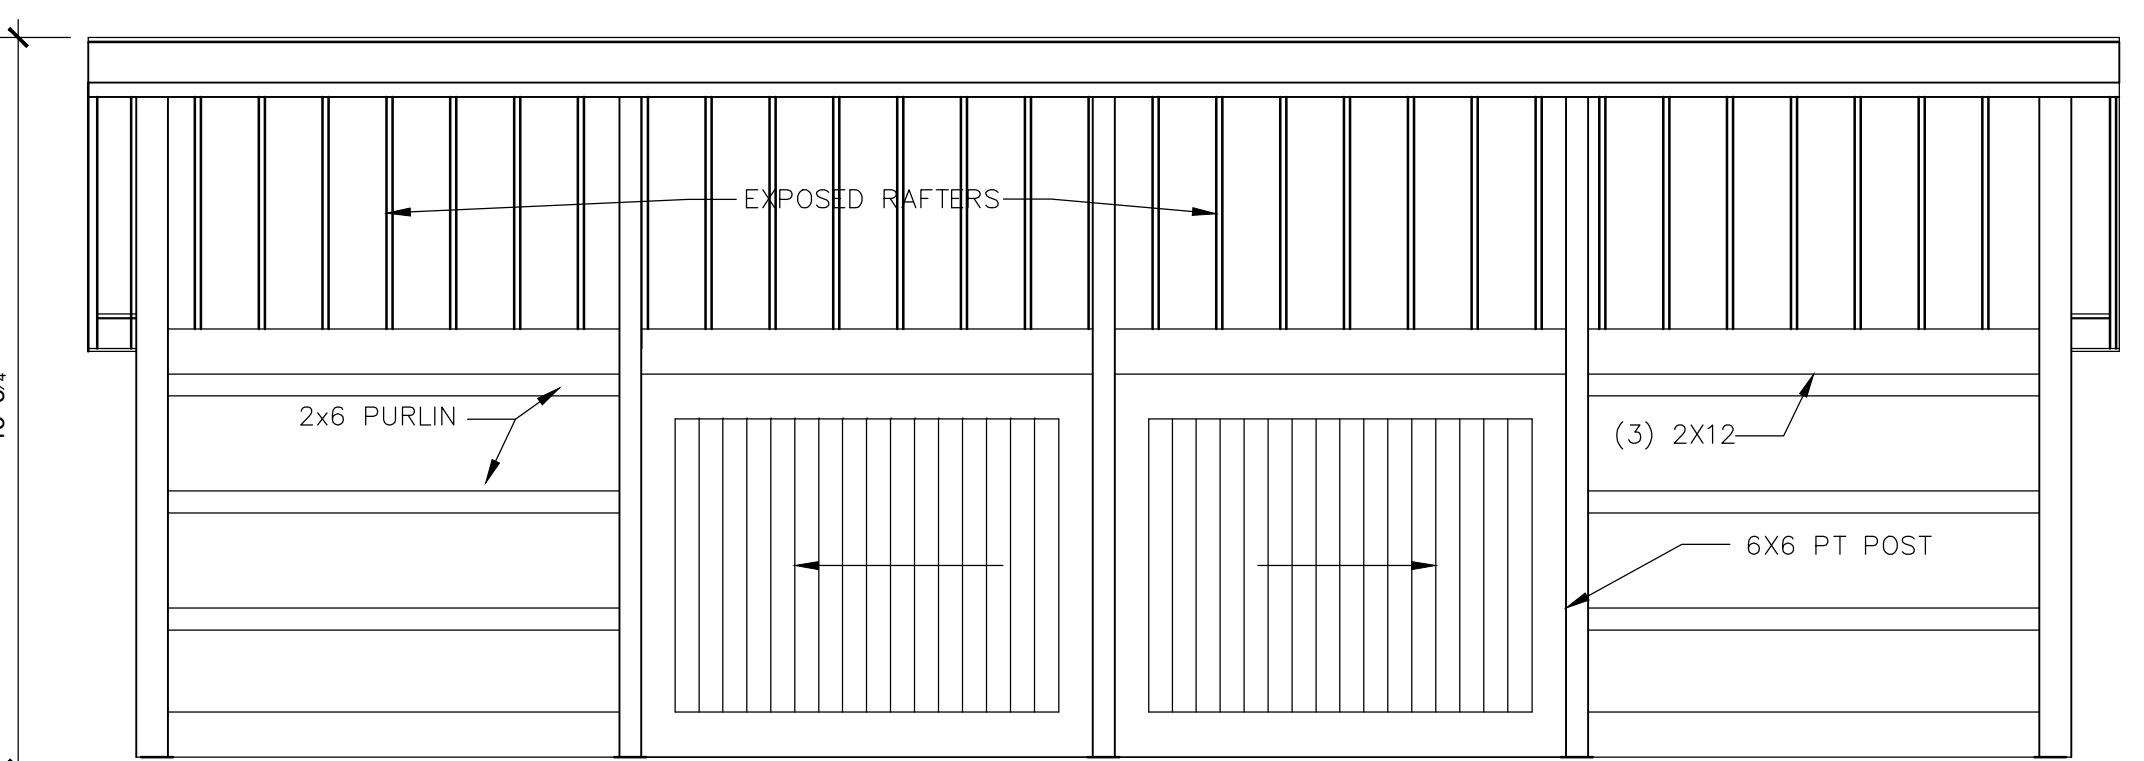 EXPOSED RAFTERS
2x6 PURLIN
(3) 2X12
6X6 PT POST